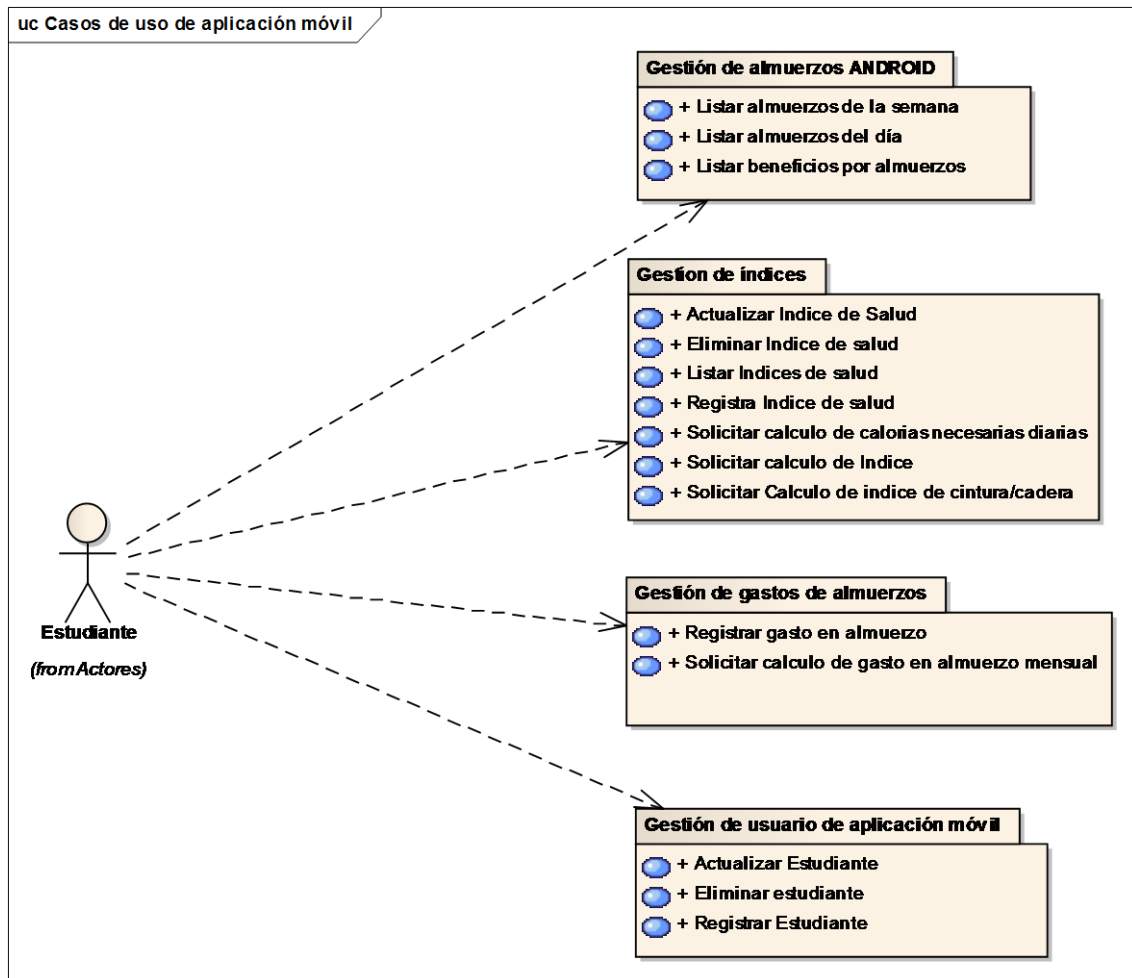 uc Casos de uso de aplicación móvil
Gestión de almuerzos ANDROID
+ Listar almuerzos de la semana
+ Listar almuerzos del día
+ Listar beneficios por almuerzos
Gestíon de índices
+ Actualizar Indice de Salud
+ Eliminar Indice de salud
+ Listar Indices de salud
+ Registra Indice de salud
+ Solicitar calculo de calorias necesarias diarias
+ Solicitar calculo de Indice
+ Solicitar Calculo de indice de cintura/cadera
Estudiante
(from Actores)
Gestión de gastos de almuerzos
+ Registrar gasto en almuerzo
+ Solicitar calculo de gasto en almuerzo mensual
Gestión de usuario de aplicación móvil
+ Actualizar Estudiante
+ Eliminar estudiante
+ Registrar Estudiante